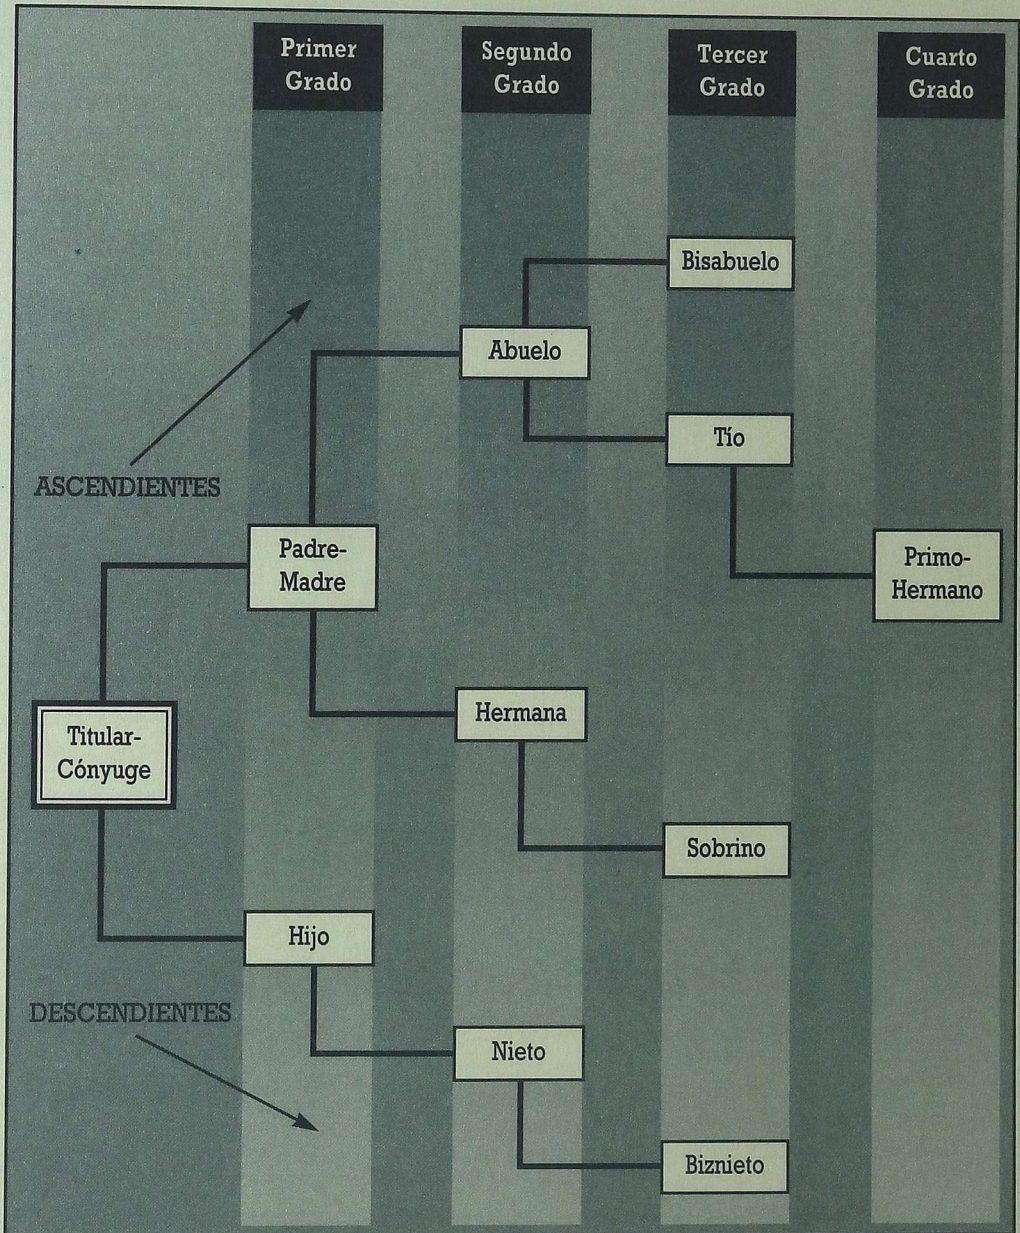 Primer
Grado
Segundo
Grado
Tercer
Grado
Cuarto
Grado
Bisabuelo
Abuelo
Tío
ASCENDIENTES
Padre-
Madre
Primo-
Hermano
Hermana
Titular-
Cónyuge
Sobrino
Hijo
DESCENDIENTES
Nieto
Biznieto